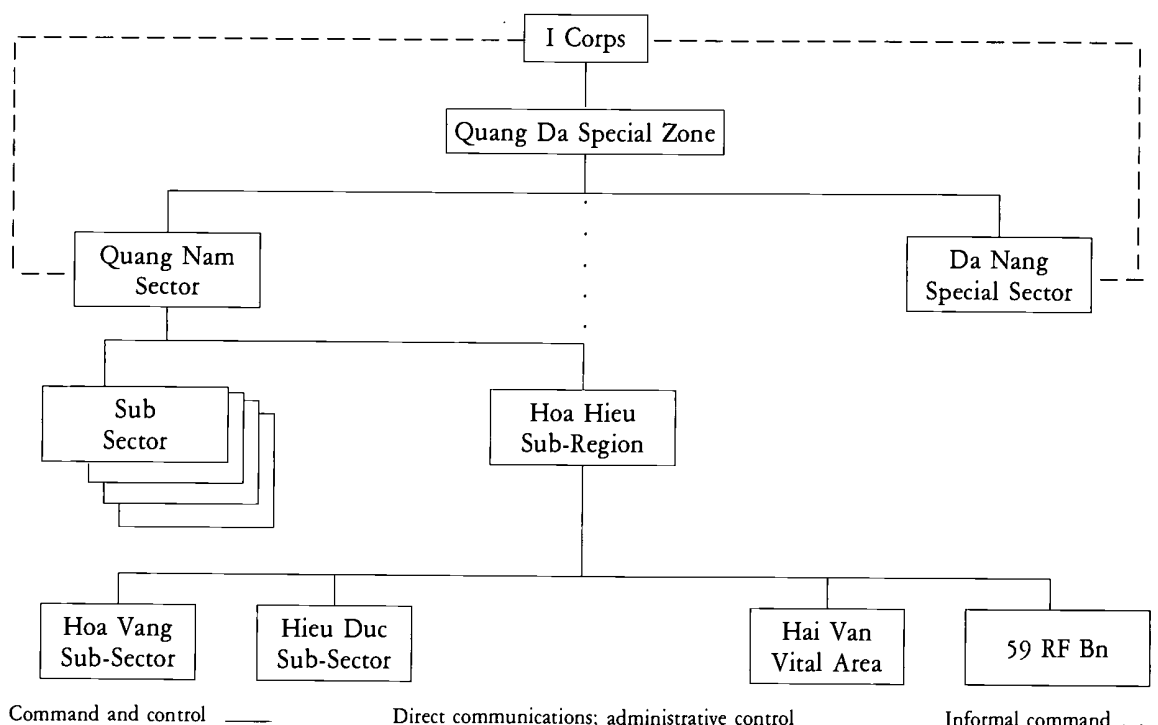 I Corps
Quang Da Special Zone
Quang Nam
Sector
Da Nang
Special Sector
Sub
Sector
Hoa Hieu
Sub-Region
Hoa Vang
Sub-Sector
Hieu Duc
Sub-Sector
Hai Van
Vital Area
59 RF Bn
Command and control
Direct communications; administrative control
Informal command